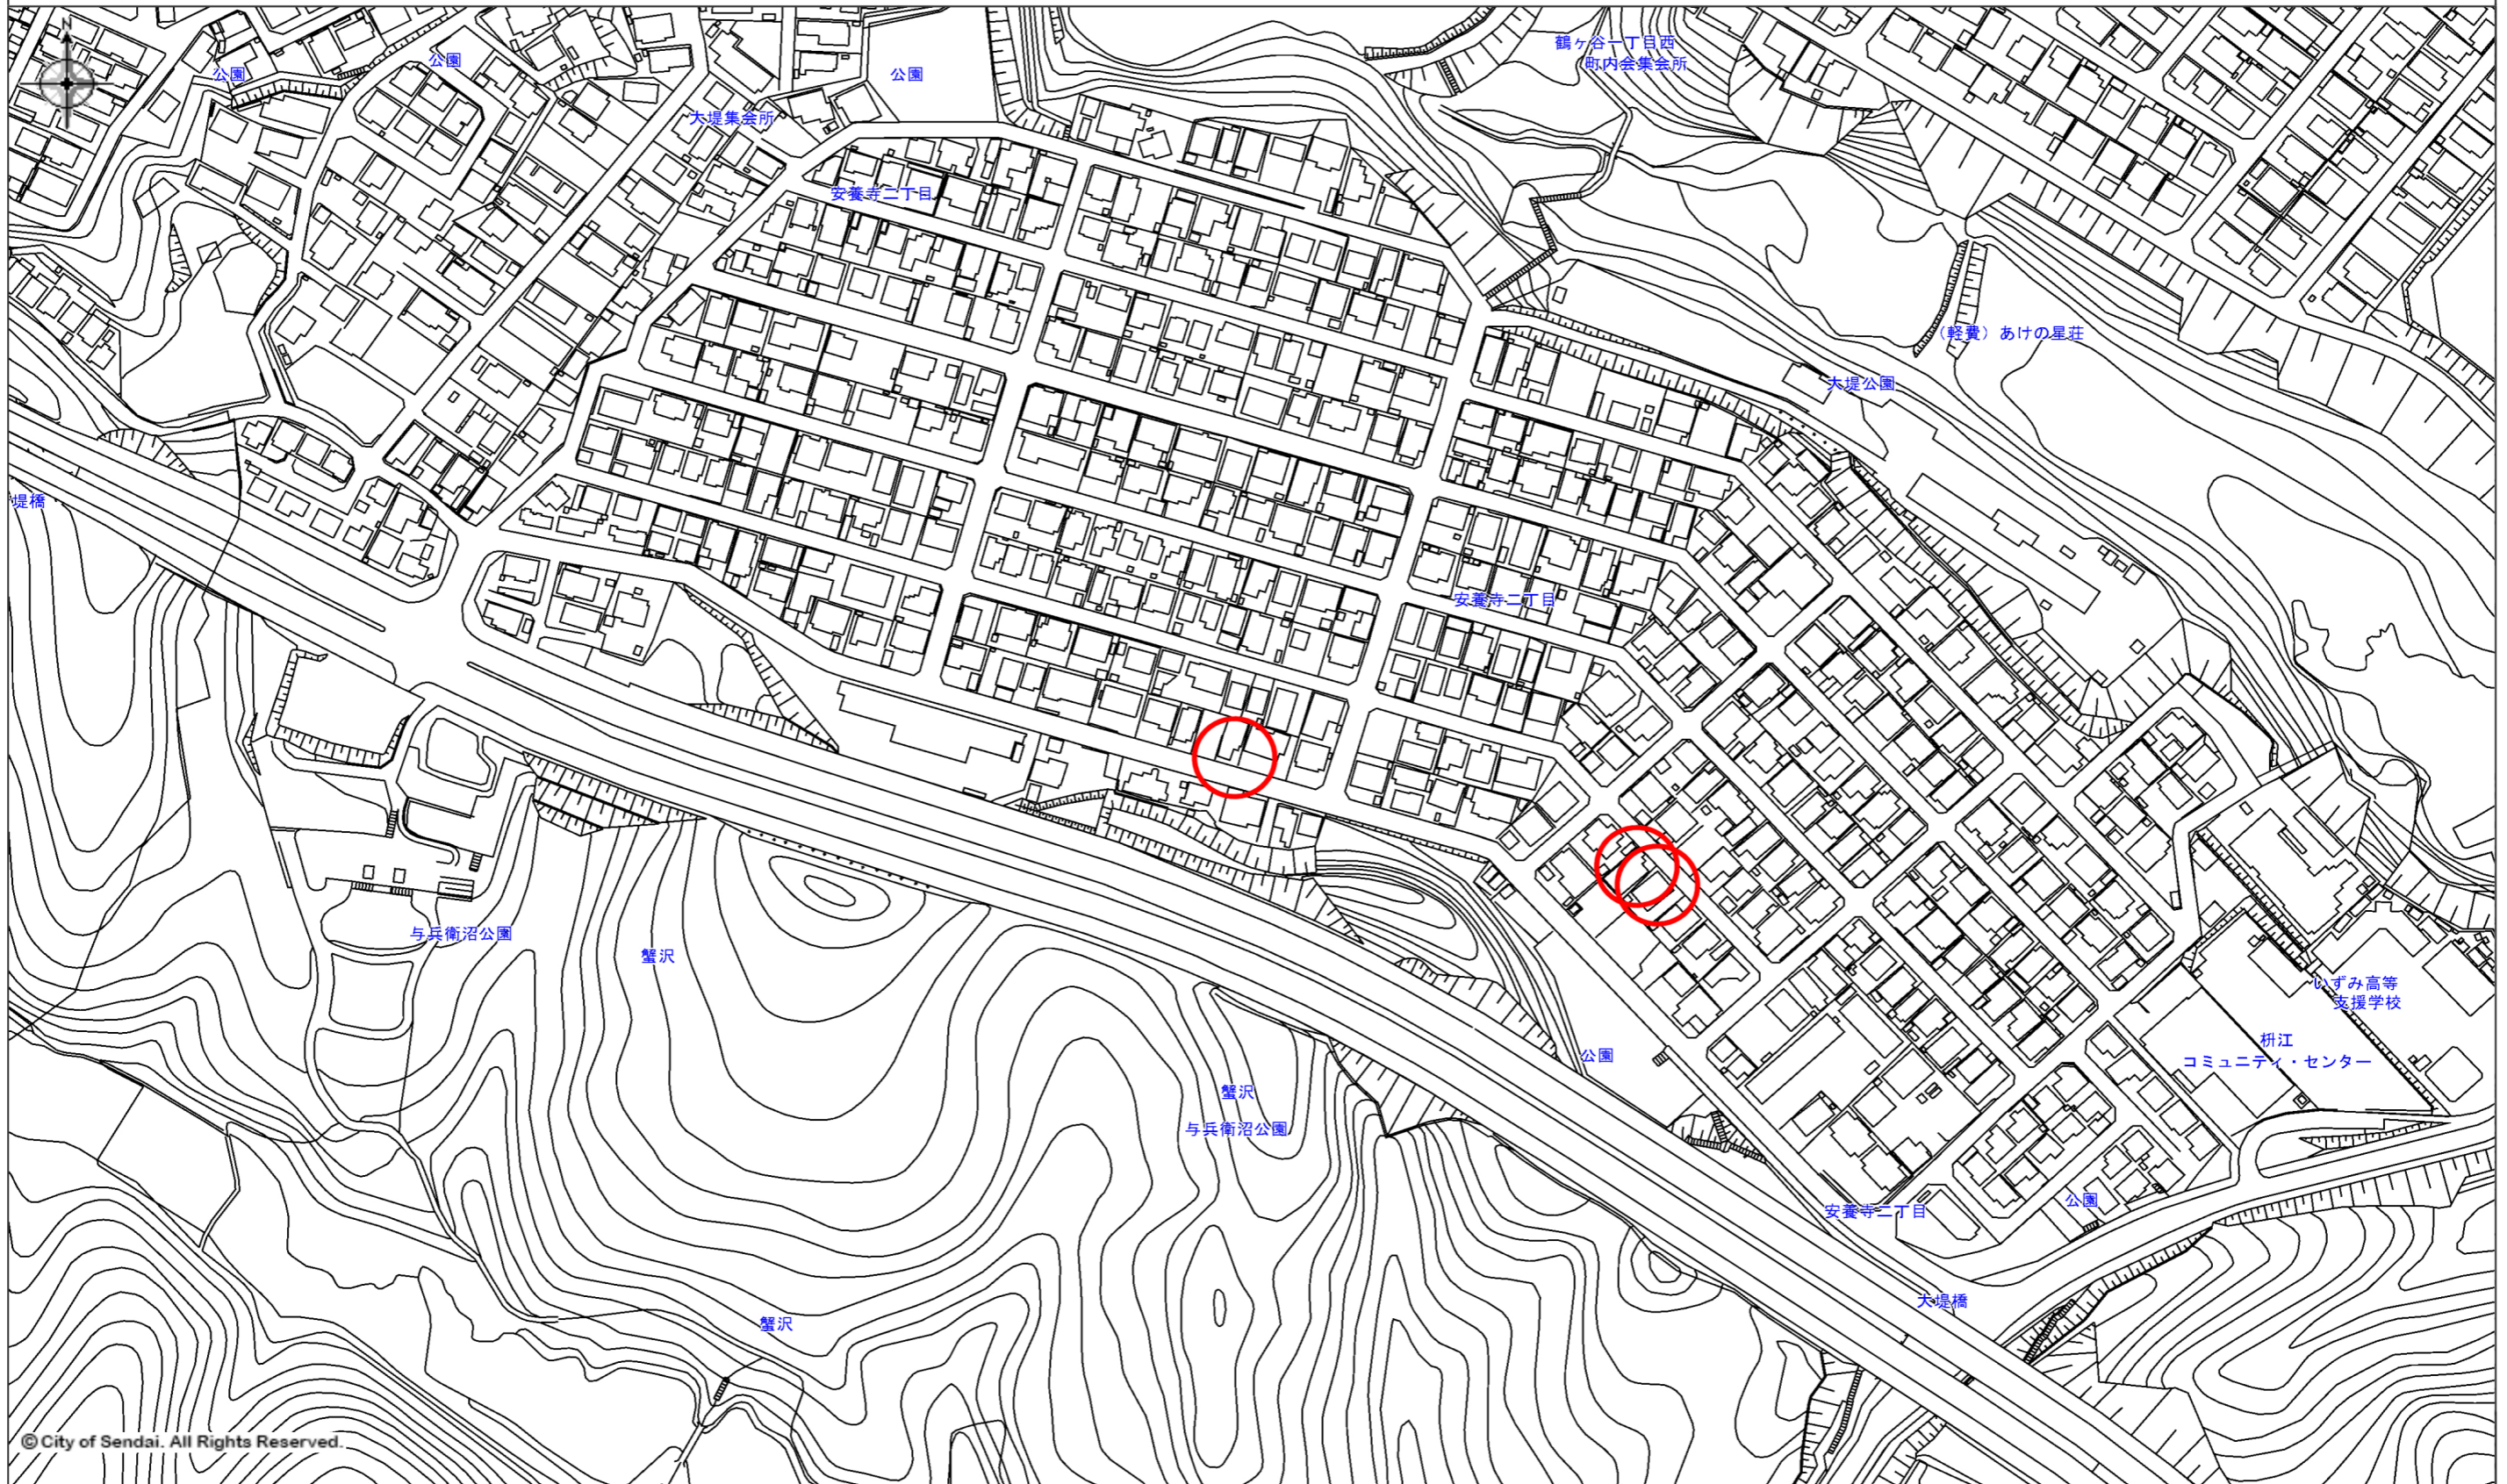 N
鶴ヶ谷一丁目西
町内会集会所
公園
公園
公園
大堤集会所
安養寺二丁目
（軽費）あけの星荘
大堤公園
堤橋
安養寺二丁目
与兵衛沼公園
蟹沢
いずみ高等
支援学校
枡江
コミュニティ・センター
公園
蟹沢
与兵衛沼公園
公園
安養寺二丁目
大堤橋
蟹沢
© City of Sendai. All Rights Reserved.